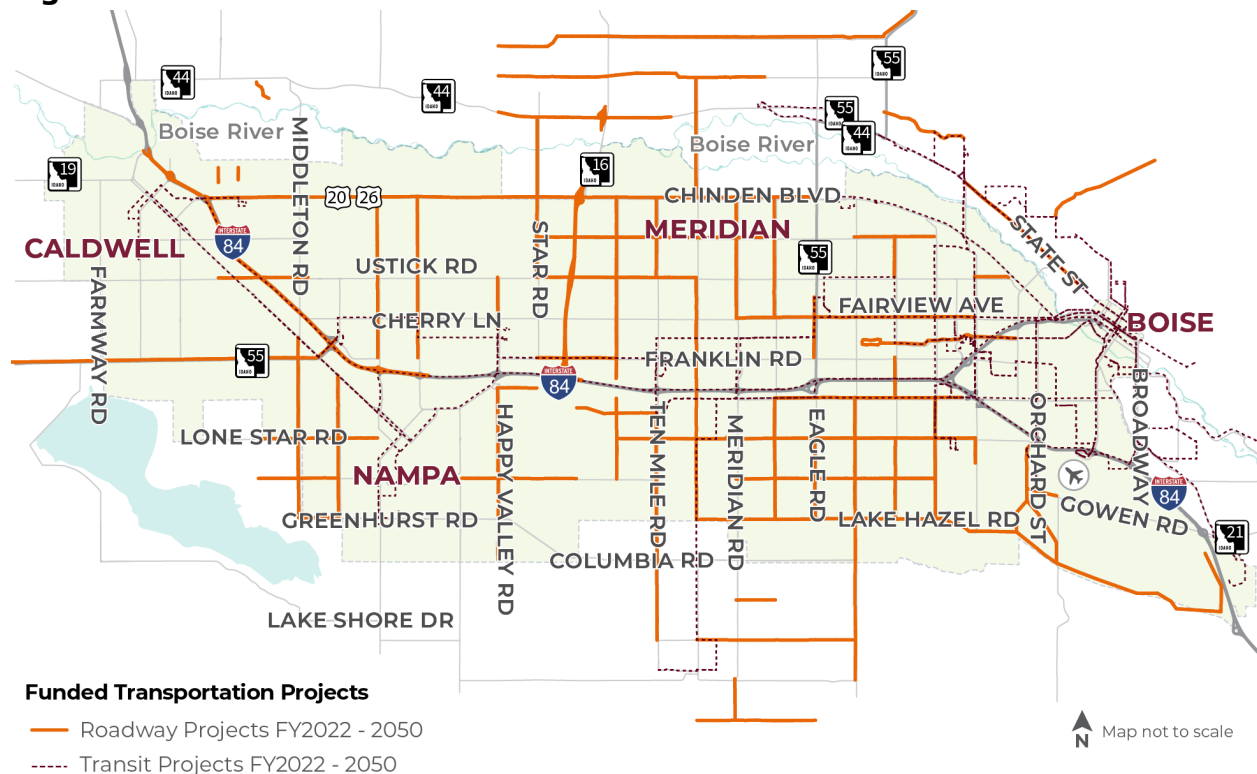 44
55
44
55
44
Boise River
MIDDLETON RD
Boise River
19
16
20
26
CHINDEN BLVD
MERIDIAN
STATE ST
CALDWELL
INTERSTATE
84
STAR RD
55
FARMWAY RD
USTICK RD
FAIRVIEW AVE
CHERRY LN
BOISE
55
FRANKLIN RD
INTERSTATE
84
BROADWAY
ORCHARD ST
HAPPY VALLEY RD
TEN MILE RD
MERIDIAN RD
EAGLE RD
LONE STAR RD
NAMPA
INTERSTATE
84
GREENHURST RD
LAKE HAZEL RD
GOWEN RD
21
COLUMBIA RD
LAKE SHORE DR
Funded Transportation Projects
Roadway Projects FY2022 - 2050
Transit Projects FY2022 - 2050
N
Map not to scale